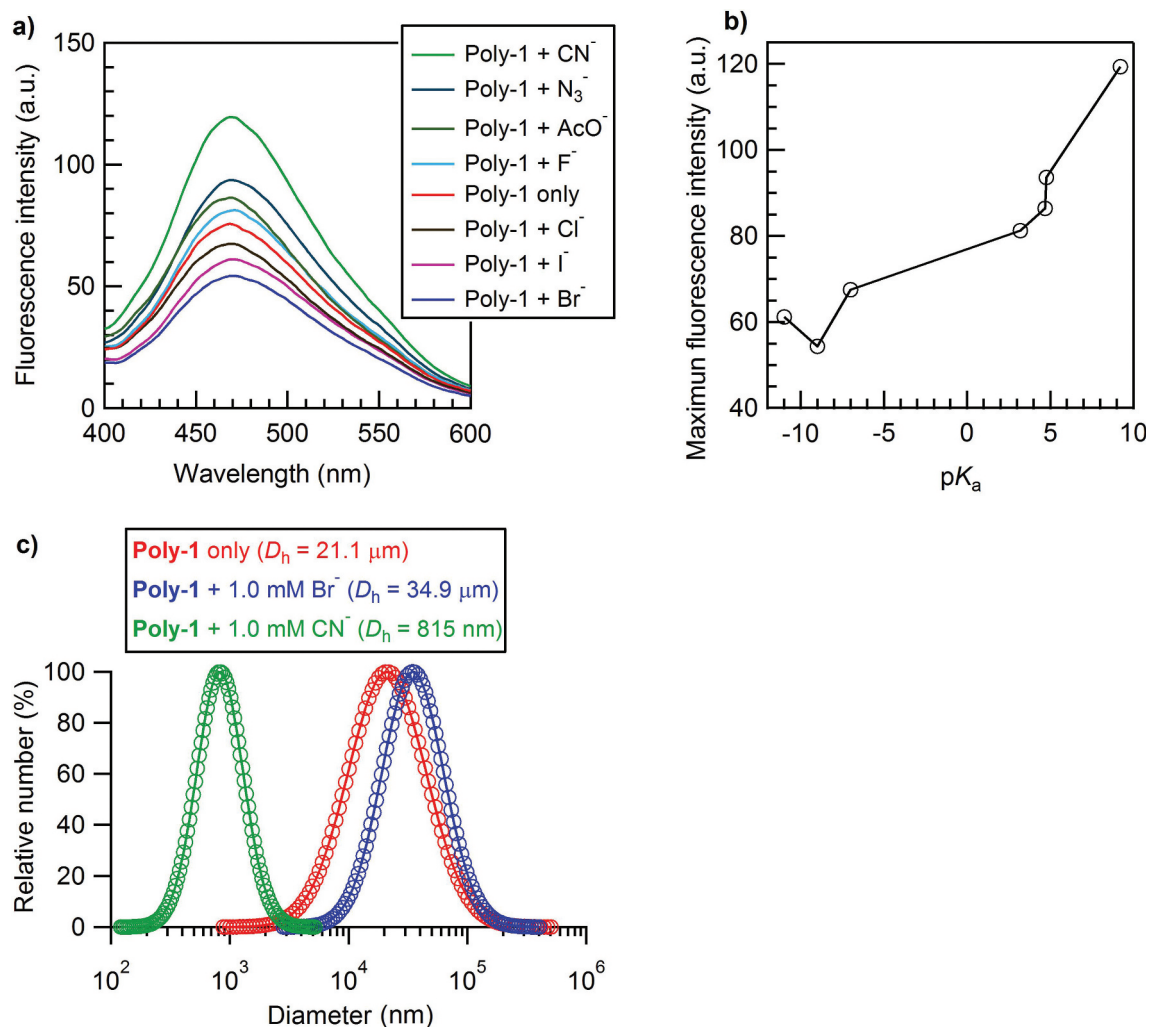 a)
150
100
50
0
Fluorescence intensity (a.u.)
400 450 500 550 600
Wavelength (nm)
Poly-1 + CN⁻
Poly-1 + N₃⁻
Poly-1 + AcO⁻
Poly-1 + F⁻
Poly-1 only
Poly-1 + Cl⁻
Poly-1 + I⁻
Poly-1 + Br⁻
b)
120
100
80
60
40
Maximun fluorescence intensity (a.u.)
-10 -5 0 5 10
pKₐ
c)
Poly-1 only (Dₕ = 21.1 μm)
Poly-1 + 1.0 mM Br⁻ (Dₕ = 34.9 μm)
Poly-1 + 1.0 mM CN⁻ (Dₕ = 815 nm)
100
80
60
40
20
0
Relative number (%)
10² 10³ 10⁴ 10⁵ 10⁶
Diameter (nm)